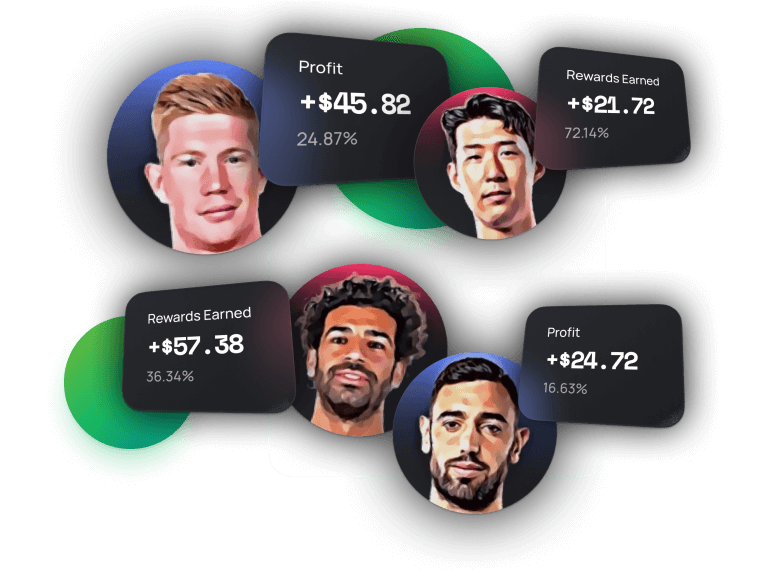 Profit
+$45.82
24.87%
Rewards Earned
+$21.72
72.14%
Rewards Earned
+$57.38
36.34%
Profit
+$24.72
16.63%